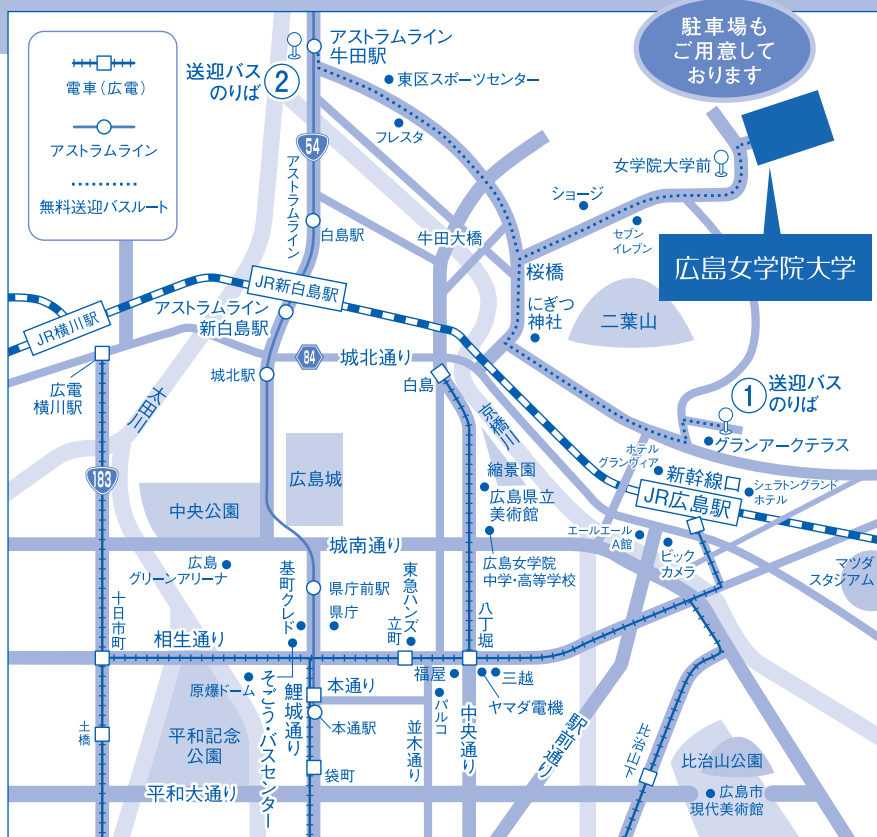 駐車場も
ご用意して
おります
電車（広電）
アストラムライン
無料送迎バスルート
アストラムライン
牛田駅
送迎バス
のりば
②
東区スポーツセンター
フレスタ
54
アストラムライン
女学院大学前
ショージ
セブン
イレブン
広島女学院大学
白島駅
牛田大橋
桜橋
にぎつ
神社
二葉山
JR新白島駅
アストラムライン
新白島駅
JR横川駅
84
城北通り
城北駅
白島
広電
横川駅
太田川
京橋川
①
送迎バス
のりば
グランアークテラス
ホテル
グランヴィア
新幹線口
シェラトングランド
ホテル
JR広島駅
183
広島城
中央公園
縮景園
広島県立
美術館
城南通り
エールエール
A館
ビック
カメラ
マツダ
スタジアム
広島
グリーンアリーナ
広島女学院
中学・高等学校
基町クレド
県庁前駅
県庁
東急ハンズ
立町
八丁堀
十日市町
相生通り
原爆ドーム
そごう・バスセンター
鯉城通り
本通り
本通駅
福屋
パルコ
三越
ヤマダ電機
土橋
平和記念
公園
袋町
並木通り
中央通り
駅前通り
比治山下
比治山公園
広島市
現代美術館
平和大通り